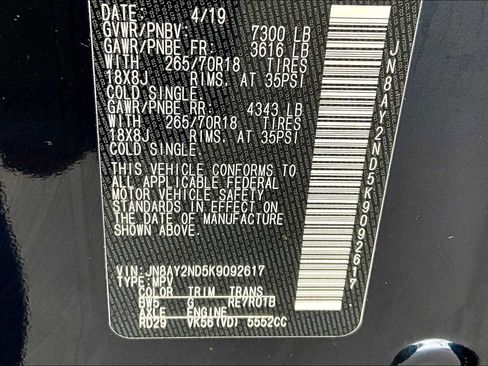 DATE: 4/19
GVWR/PNBV: 7300 LB
GAWR/PNBE FR: 3616 LB
WITH 265/70R18 TIRES
18X8J RIMS, AT 35PSI
COLD SINGLE
GAWR/PNBE RR: 4343 LB
WITH 265/70R18 TIRES
18X8J RIMS, AT 35PSI
COLD SINGLE
THIS VEHICLE CONFORMS TO
ALL APPLICABLE FEDERAL
MOTOR VEHICLE SAFETY
STANDARDS IN EFFECT ON
THE DATE OF MANUFACTURE
SHOWN ABOVE.
VIN: JN8AY2ND5K9092617
TYPE: MPV
COLOR TRIM TRANS
BW5 G RE7R01B
AXLE ENGINE
RD29 VK56(VD) 5552CC
JN8AY2ND5K9092617